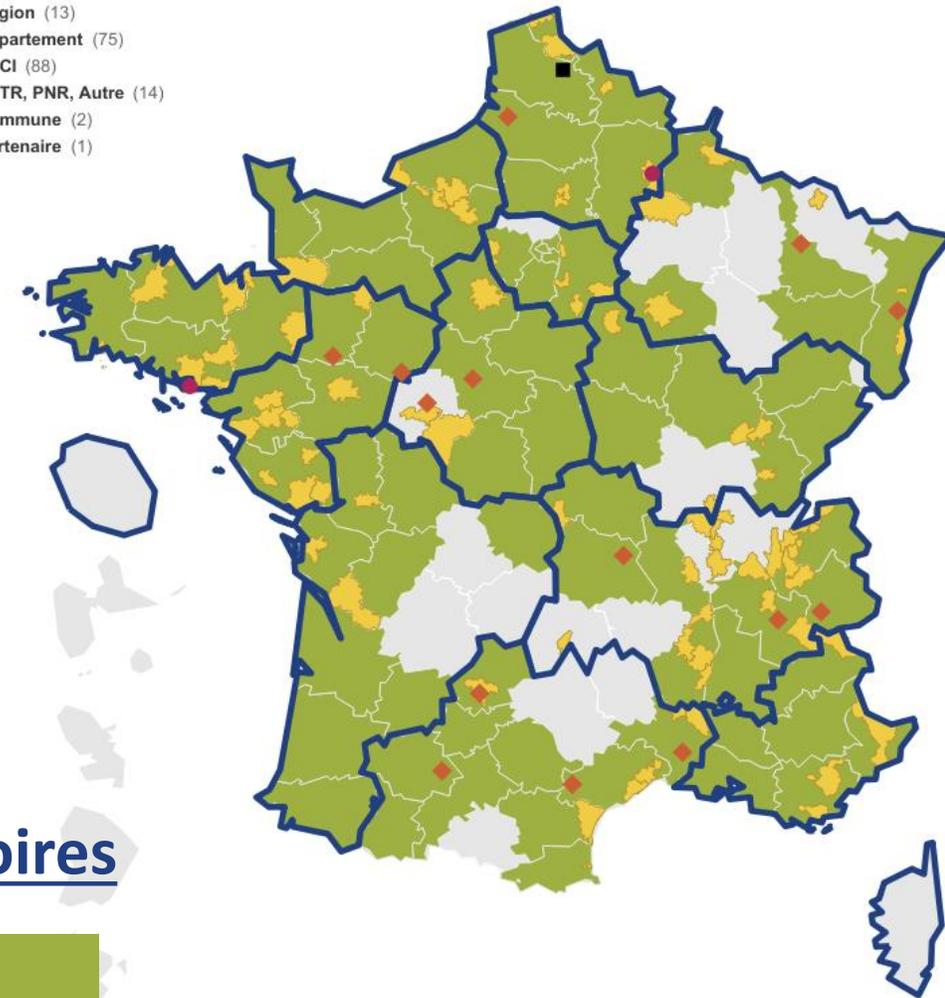 gion (13)
partement (75)
CI (88)
TR, PNR, Autre (14)
mmune (2)
rtenaire (1)
oires